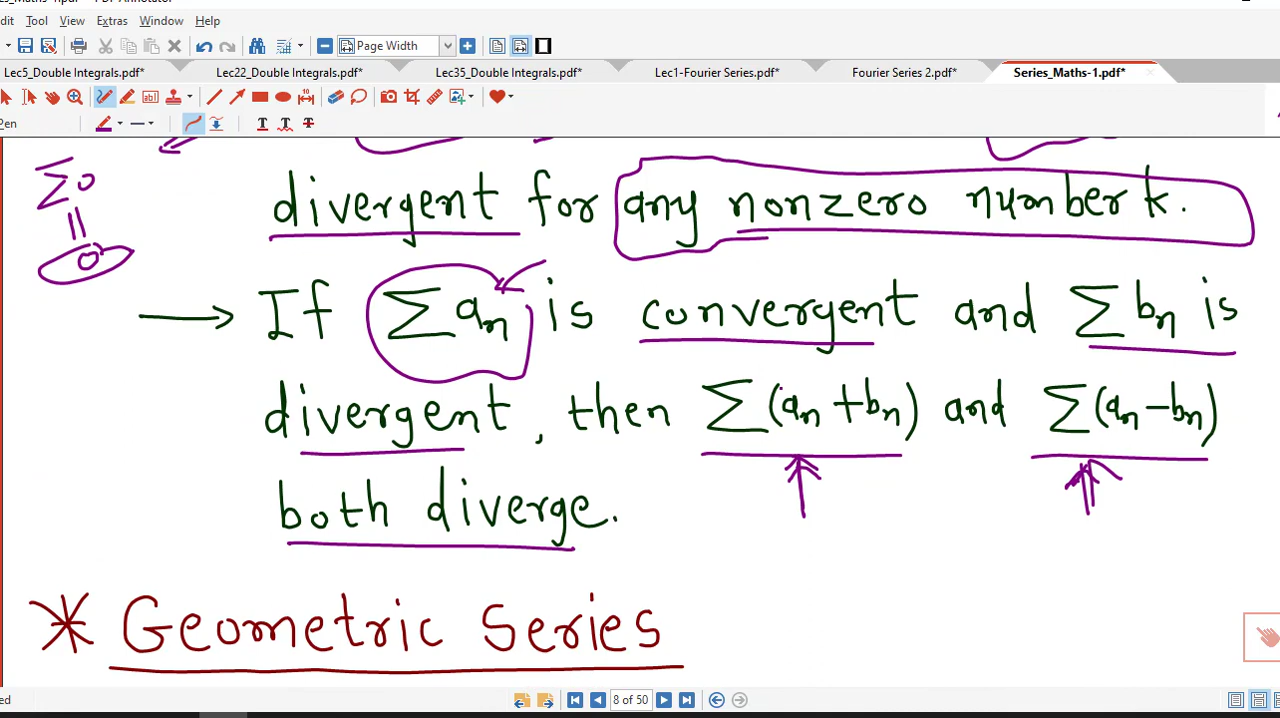 dit Tool View Extras Window Help
Page Width
Lec5_Double Integrals.pdf* Lec22_Double Integrals.pdf* Lec35_Double Integrals.pdf* Lec1-Fourier Series.pdf* Fourier Series 2.pdf* Series_Maths-1.pdf*
Pen
Σ0
||
0
divergent for any nonzero number k.
→ If Σaₙ is convergent and Σbₙ is
divergent, then Σ(aₙ+bₙ) and Σ(aₙ-bₙ)
both diverge.
* Geometric Series
8 of 50